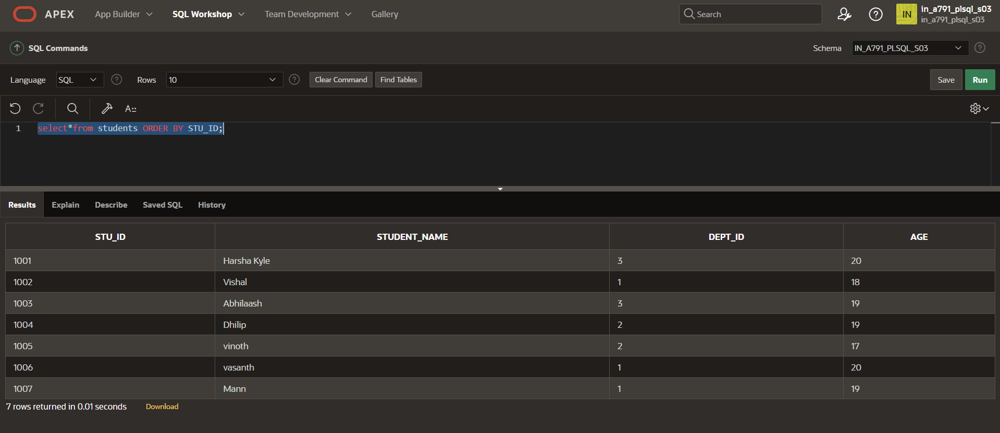 APEX App Builder SQL Workshop Team Development Gallery Search ? IN in_a791_plsql_s03
in_a791_plsql_s03
SQL Commands Schema IN_A791_PLSQL_S03 ?
Language SQL ? Rows 10 ? Clear Command Find Tables Save Run
A::
1 select*from students ORDER BY STU_ID;
Results Explain Describe Saved SQL History
STU_ID STUDENT_NAME DEPT_ID AGE
1001 Harsha Kyle 3 20
1002 Vishal 1 18
1003 Abhilaash 3 19
1004 Dhilip 2 19
1005 vinoth 2 17
1006 vasanth 1 20
1007 Mann 1 19
7 rows returned in 0.01 seconds Download